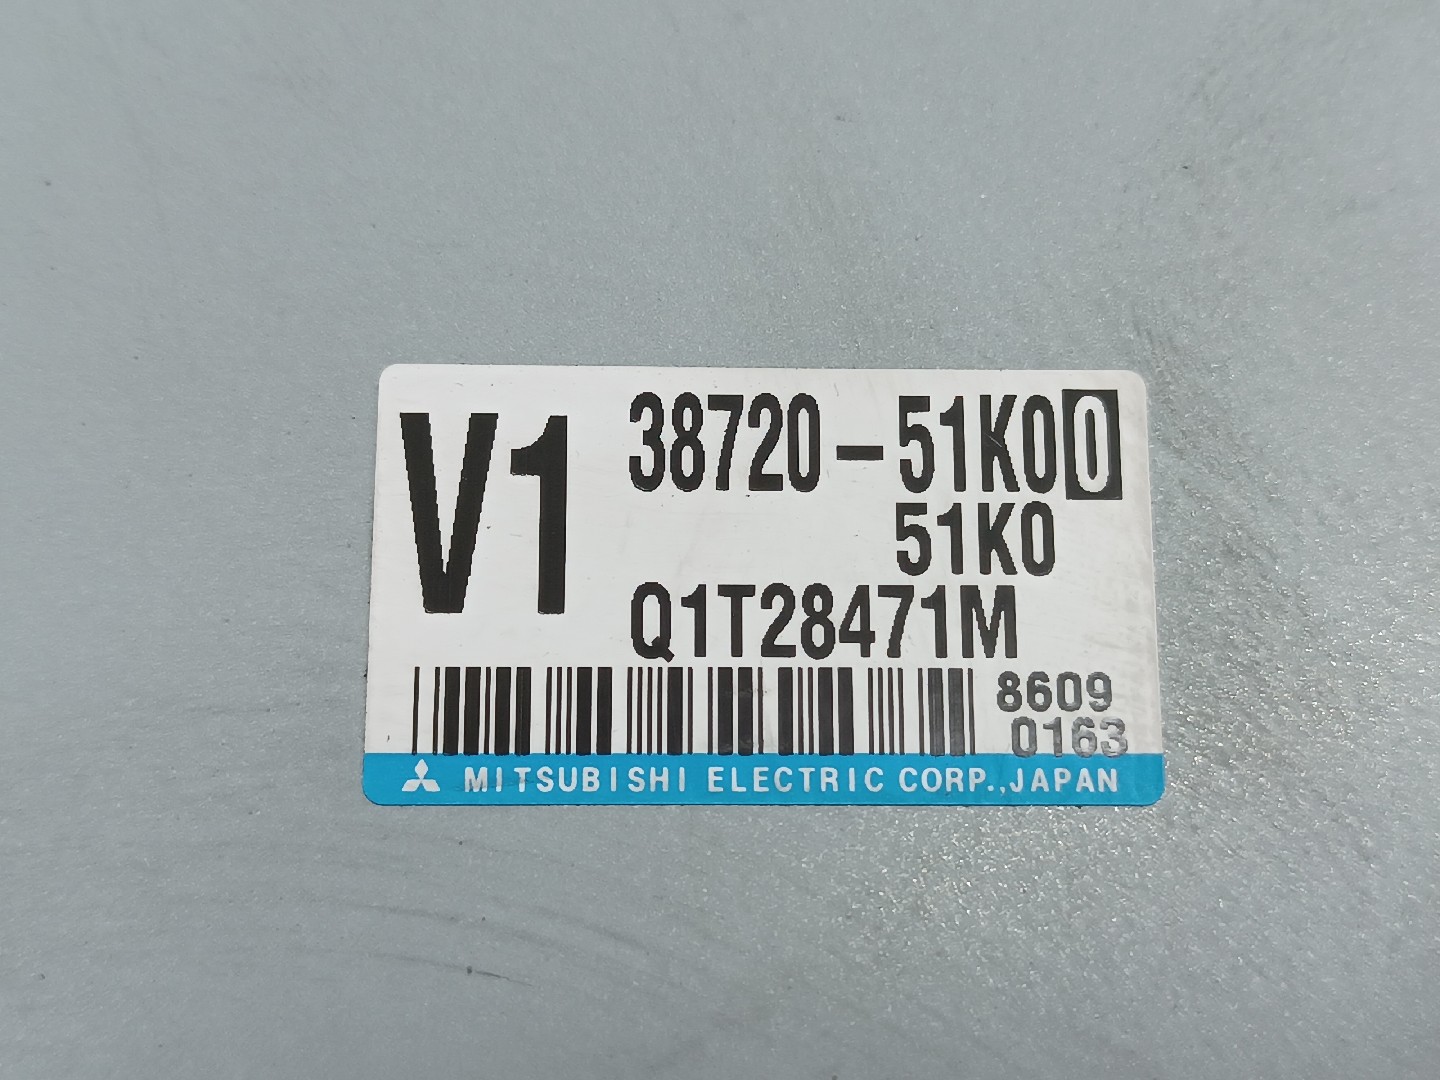 V1
38720-51K00
51K0
Q1T28471M
8609
0163
MITSUBISHI ELECTRIC CORP.,JAPAN